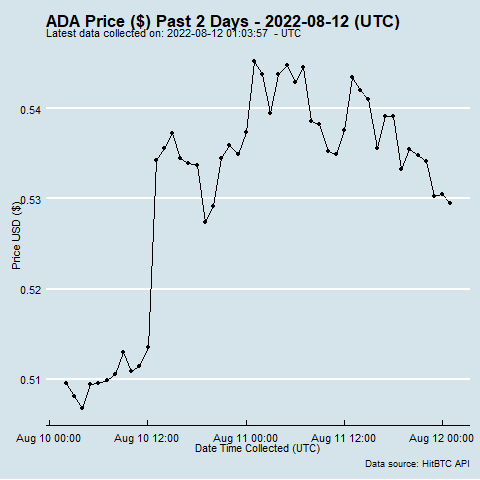 ADA Price ($) Past 2 Days - 2022-08-12 (UTC)
Latest data collected on: 2022-08-12 01:03:57  - UTC
Price USD ($)
0.54
0.53
0.52
0.51
Aug 10 00:00 Aug 10 12:00 Aug 11 00:00 Aug 11 12:00 Aug 12 00:00
Date Time Collected (UTC)
Data source: HitBTC API